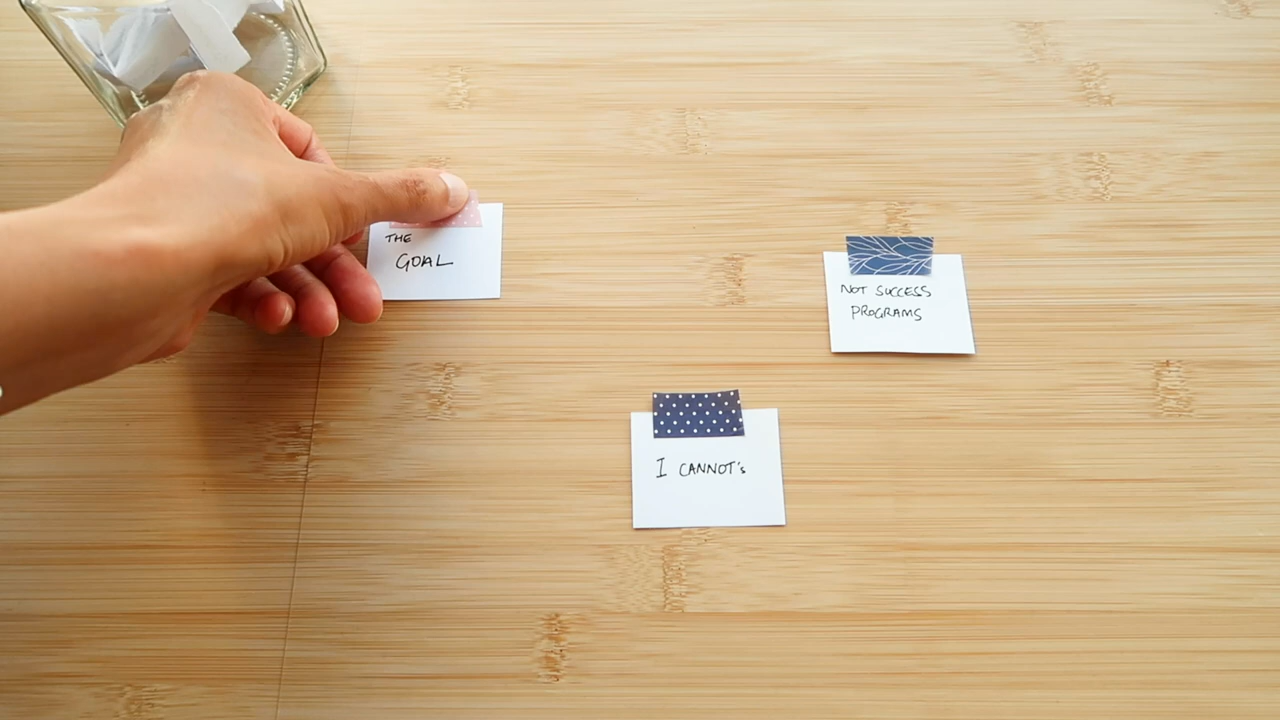 THE
GOAL
NOT SUCCESS
PROGRAMS
I CANNOT's